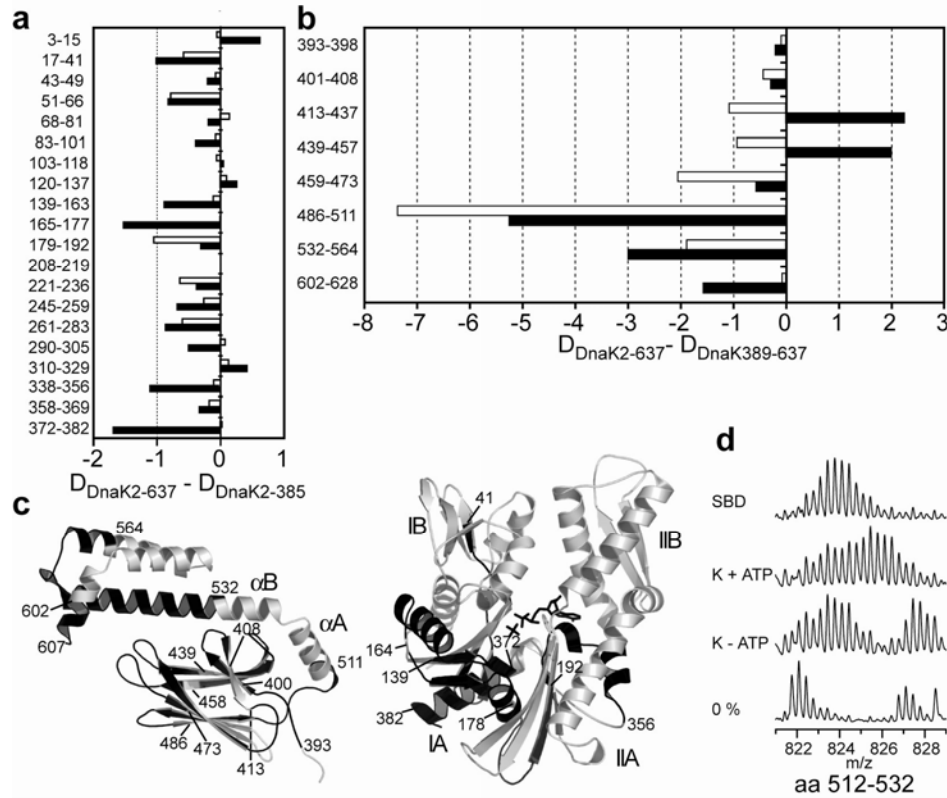 a
3-15
17-41
43-49
51-66
68-81
83-101
103-118
120-137
139-163
165-177
179-192
208-219
221-236
245-259
261-283
290-305
310-329
338-356
358-369
372-382
-2 -1 0 1
DDnaK2-637 - DDnaK2-385
b
393-398
401-408
413-437
439-457
459-473
486-511
532-564
602-628
-8 -7 -6 -5 -4 -3 -2 -1 0 1 2 3
DDnaK2-637- DDnaK389-637
c
564
532
αB
602
607
αA
408
439
511
400
458
486
473
413
393
IB
41
IIB
164
372
139
192
382
178
356
IA
IIA
d
SBD
K + ATP
K - ATP
0 %
822 824 826 828
m/z
aa 512-532